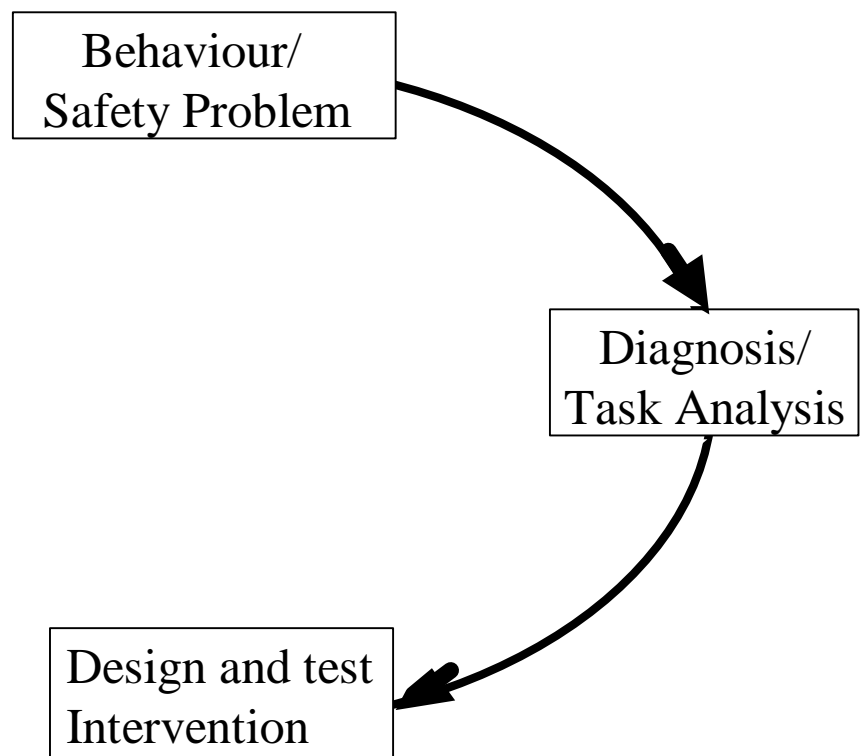 Behaviour/
Safety Problem
Diagnosis/
Task Analysis
Design and test
Intervention